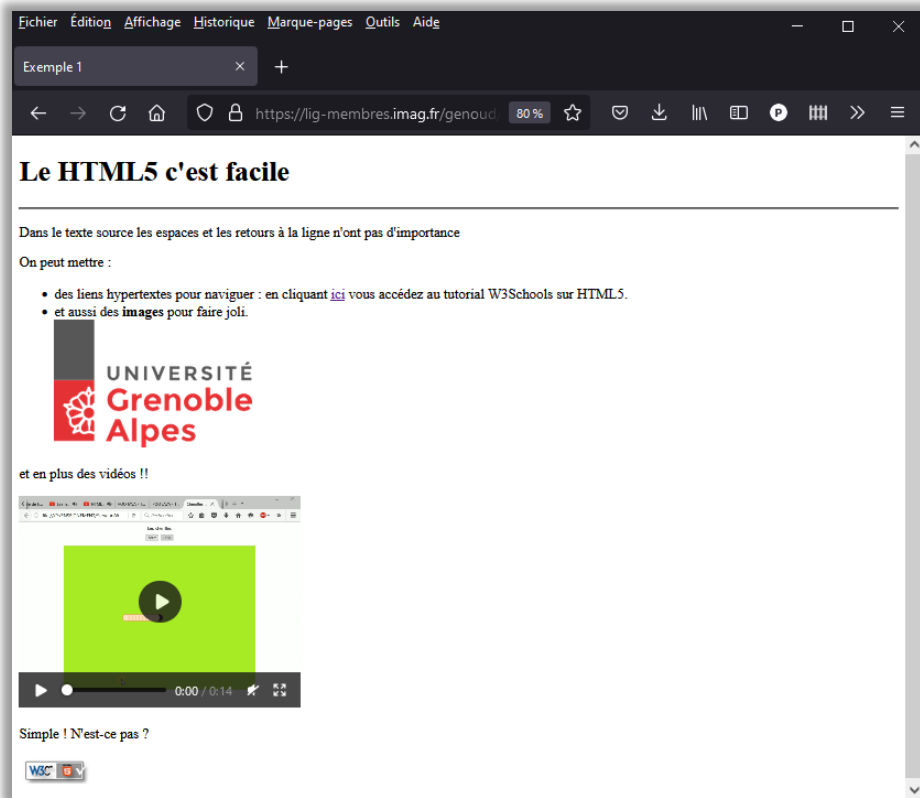 Fichier Édition Affichage Historique Marque-pages Outils Aide
Exemple 1
https://lig-membres.imag.fr/genoud, 80 %
Le HTML5 c'est facile
Dans le texte source les espaces et les retours à la ligne n'ont pas d'importance
On peut mettre :
• des liens hypertextes pour naviguer : en cliquant ici vous accédez au tutorial W3Schools sur HTML5.
• et aussi des images pour faire joli.
UNIVERSITÉ
Grenoble
Alpes
et en plus des vidéos !!
0:00 / 0:14
Simple ! N'est-ce pas ?
W3C